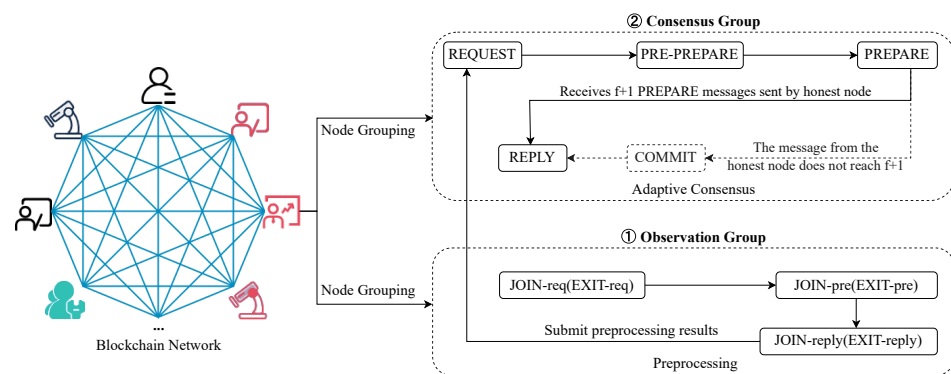 ② Consensus Group
REQUEST
PRE-PREPARE
PREPARE
Receives f+1 PREPARE messages sent by honest node
REPLY
COMMIT
The message from the
honest node does not reach f+1
Adaptive Consensus
Node Grouping
① Observation Group
Node Grouping
JOIN-req(EXIT-req)
JOIN-pre(EXIT-pre)
Submit preprocessing results
JOIN-reply(EXIT-reply)
Preprocessing
...
Blockchain Network